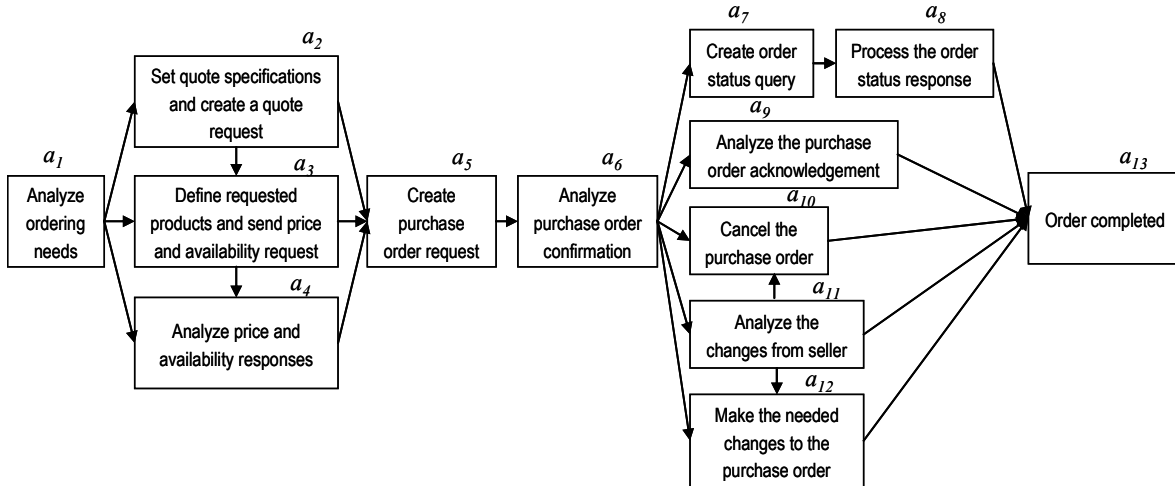 a1
Analyze
ordering
needs
a2
Set quote specifications
and create a quote
request
a3
Define requested
products and send price
and availability request
a4
Analyze price and
availability responses
a5
Create
purchase
order request
a6
Analyze
purchase order
confirmation
a7
Create order
status query
a8
Process the order
status response
a9
Analyze the purchase
order acknowledgement
a10
Cancel the
purchase order
a11
Analyze the
changes from seller
a12
Make the needed
changes to the
purchase order
a13
Order completed